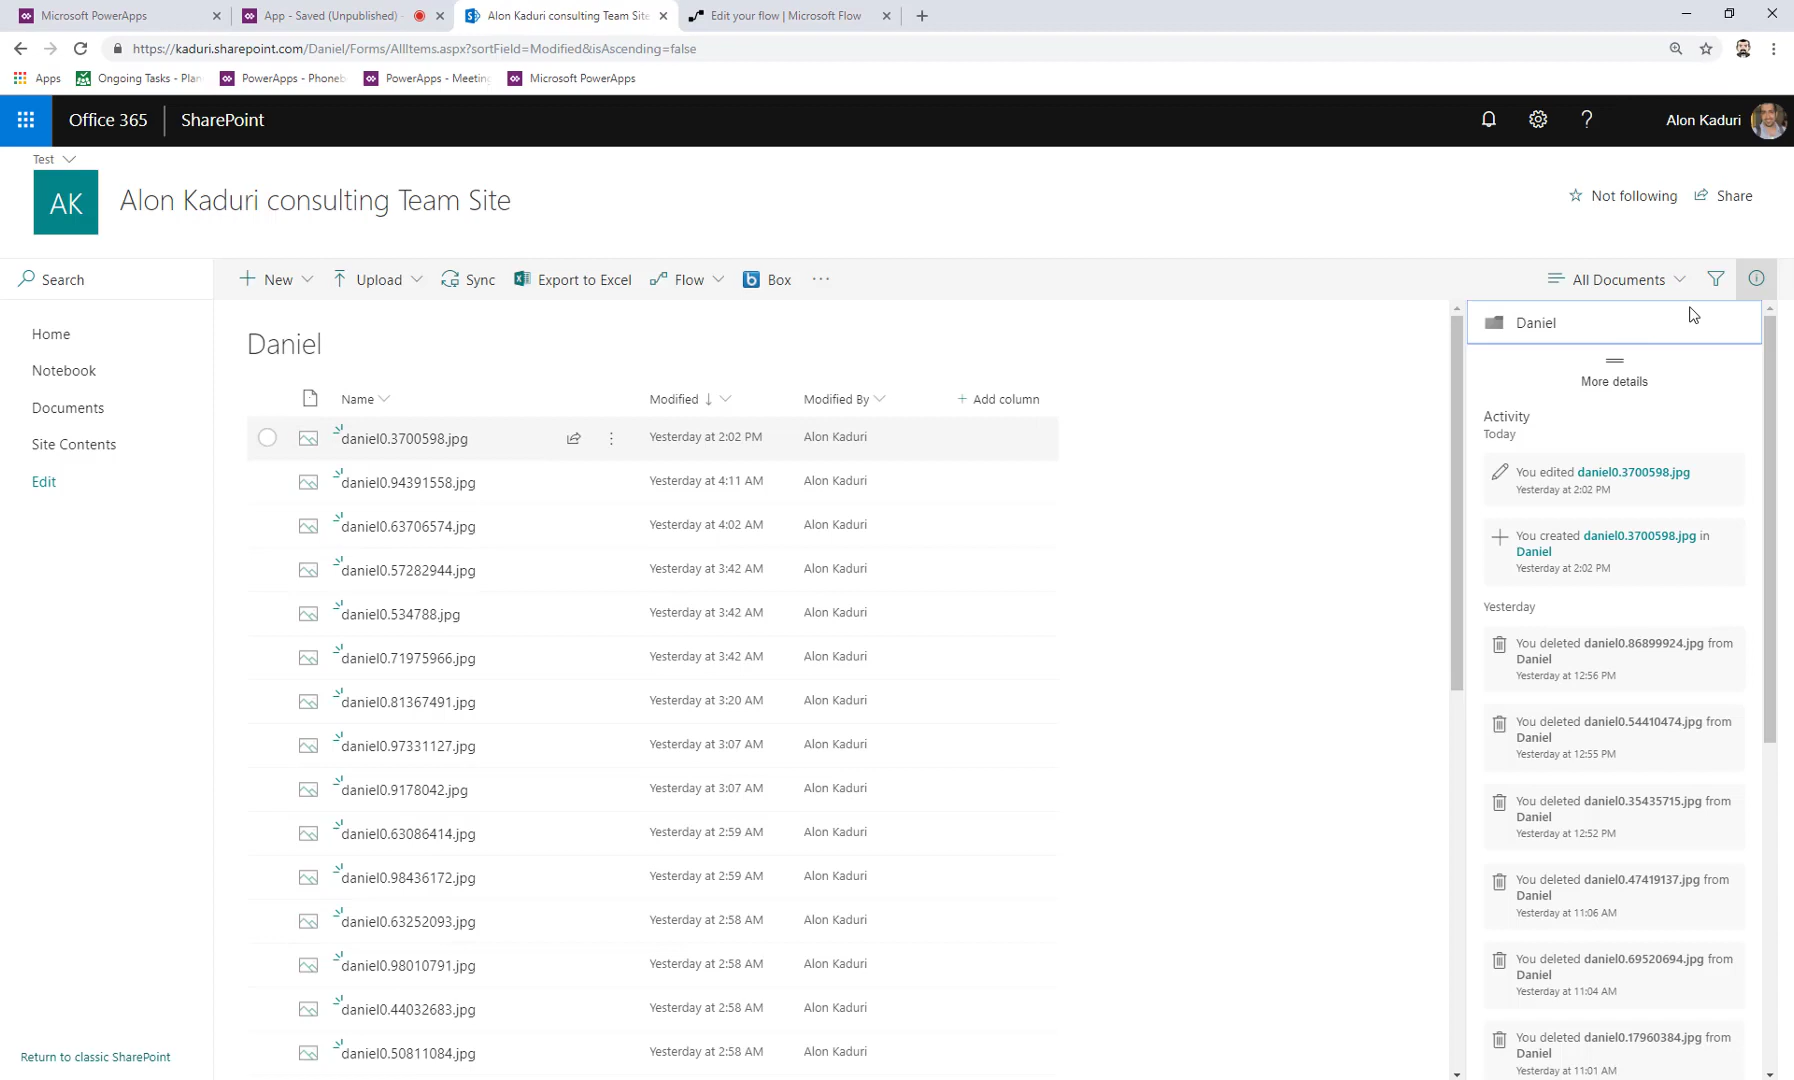 Microsoft PowerApps
App - Saved (Unpublished) -
Alon Kaduri consulting Team Site
Edit your flow | Microsoft Flow
https://kaduri.sharepoint.com/Daniel/Forms/AllItems.aspx?sortField=Modified&isAscending=false
Apps
Ongoing Tasks - Plan
PowerApps - Phoneb
PowerApps - Meetin
Microsoft PowerApps
Office 365
SharePoint
Alon Kaduri
Test
AK
Alon Kaduri consulting Team Site
Not following
Share
Search
New
Upload
Sync
Export to Excel
Flow
b Box
All Documents
Home
Notebook
Documents
Site Contents
Edit
Return to classic SharePoint
Daniel
Name
Modified
Modified By
Add column
daniel0.3700598.jpg Yesterday at 2:02 PM Alon Kaduri
daniel0.94391558.jpg Yesterday at 4:11 AM Alon Kaduri
daniel0.63706574.jpg Yesterday at 4:02 AM Alon Kaduri
daniel0.57282944.jpg Yesterday at 3:42 AM Alon Kaduri
daniel0.534788.jpg Yesterday at 3:42 AM Alon Kaduri
daniel0.71975966.jpg Yesterday at 3:42 AM Alon Kaduri
daniel0.81367491.jpg Yesterday at 3:20 AM Alon Kaduri
daniel0.97331127.jpg Yesterday at 3:07 AM Alon Kaduri
daniel0.9178042.jpg Yesterday at 3:07 AM Alon Kaduri
daniel0.63086414.jpg Yesterday at 2:59 AM Alon Kaduri
daniel0.98436172.jpg Yesterday at 2:59 AM Alon Kaduri
daniel0.63252093.jpg Yesterday at 2:58 AM Alon Kaduri
daniel0.98010791.jpg Yesterday at 2:58 AM Alon Kaduri
daniel0.44032683.jpg Yesterday at 2:58 AM Alon Kaduri
daniel0.50811084.jpg Yesterday at 2:58 AM Alon Kaduri
Daniel
More details
Activity
Today
You edited daniel0.3700598.jpg
Yesterday at 2:02 PM
You created daniel0.3700598.jpg in
Daniel
Yesterday at 2:02 PM
Yesterday
You deleted daniel0.86899924.jpg from
Daniel
Yesterday at 12:56 PM
You deleted daniel0.54410474.jpg from
Daniel
Yesterday at 12:55 PM
You deleted daniel0.35435715.jpg from
Daniel
Yesterday at 12:52 PM
You deleted daniel0.47419137.jpg from
Daniel
Yesterday at 11:06 AM
You deleted daniel0.69520694.jpg from
Daniel
Yesterday at 11:04 AM
You deleted daniel0.17960384.jpg from
Daniel
Yesterday at 11:01 AM